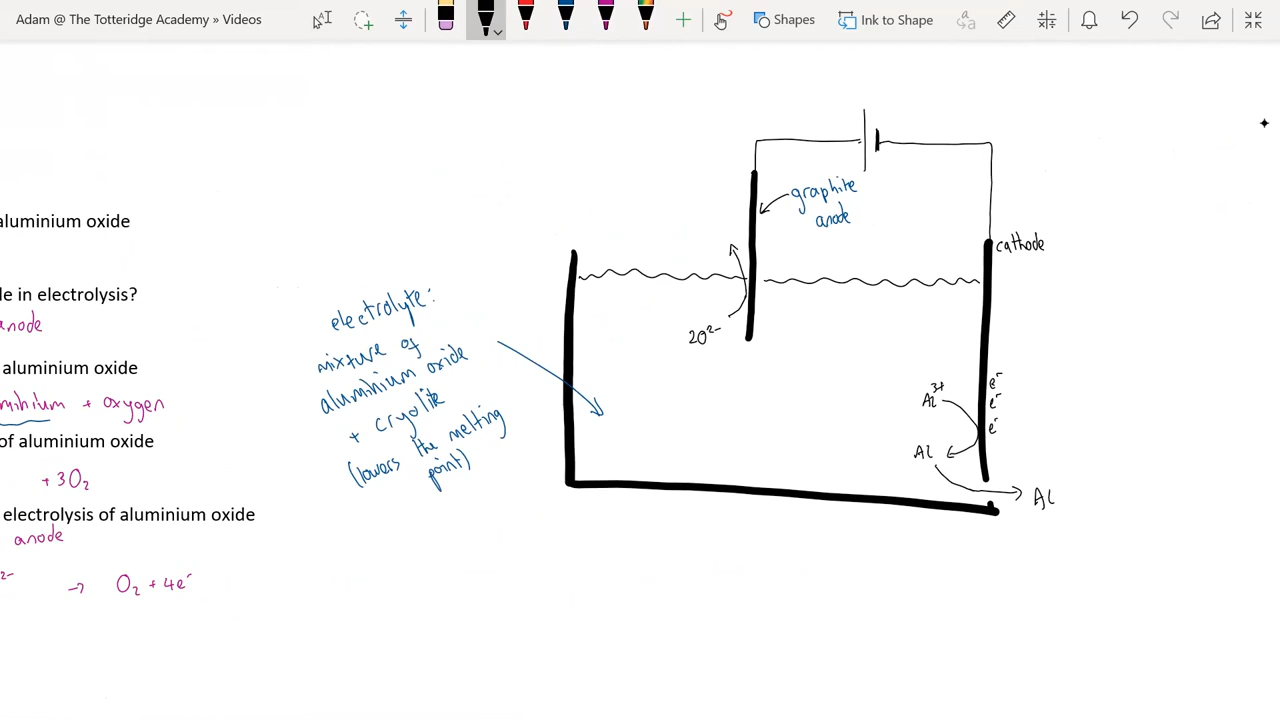 Adam @ The Totteridge Academy » Videos
Shapes
Ink to Shape
aluminium oxide
le in electrolysis?
anode
aluminium oxide
minium + oxygen
of aluminium oxide
+ 3O₂
electrolysis of aluminium oxide
anode
2-
→ O₂ + 4e⁻
electrolyte:
mixture of
aluminium oxide
+ cryolite
(lowers the melting
point)
graphite
anode
cathode
2O²⁻
Al³⁺
e⁻
e⁻
e⁻
Al
Al